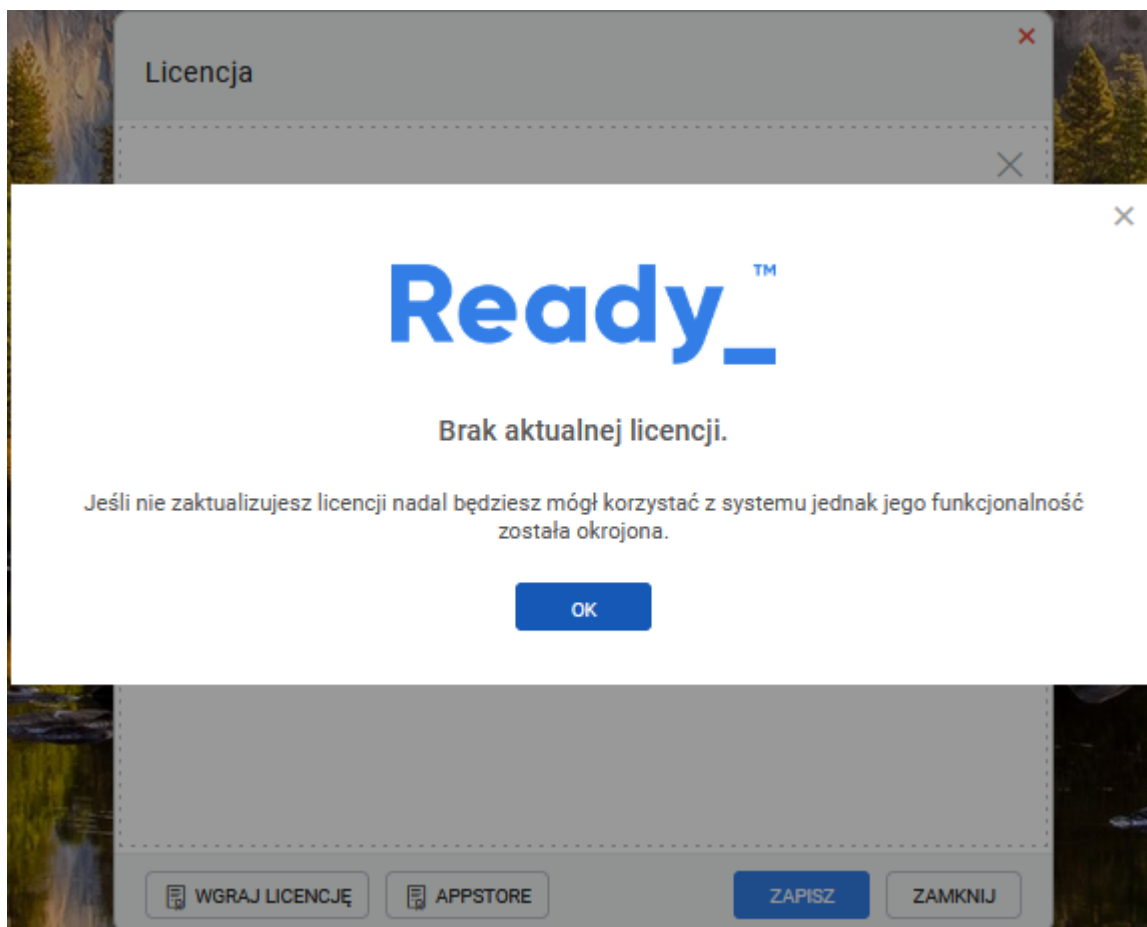 Licencja
Ready_™
Brak aktualnej licencji.
Jeśli nie zaktualizujesz licencji nadal będziesz mógł korzystać z systemu jednak jego funkcjonalność
została okrojona.
OK
WGRAJ LICENCJĘ
APPSTORE
ZAPISZ
ZAMKNIJ